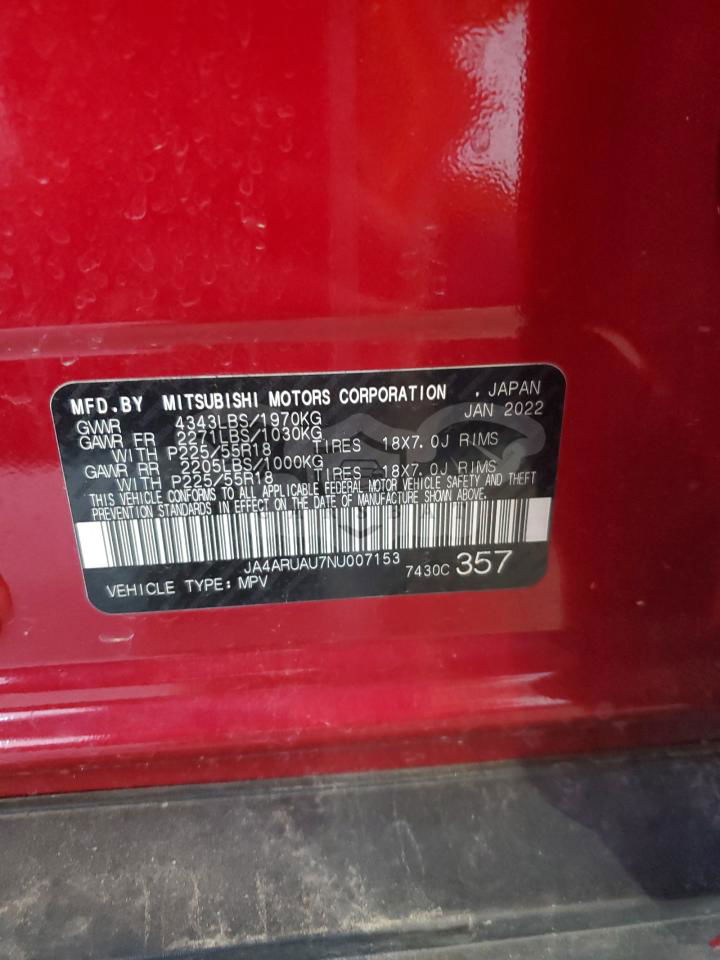 MFD.BY MITSUBISHI MOTORS CORPORATION , JAPAN
GVWR 4343LBS/1970KG JAN 2022
GAWR FR 2271LBS/1030KG
WITH P225/55R18 TIRES 18X7.0J RIMS
GAWR RR 2205LBS/1000KG
WITH P225/55R18 TIRES 18X7.0J RIMS
THIS VEHICLE CONFORMS TO ALL APPLICABLE FEDERAL MOTOR VEHICLE SAFETY AND THEFT
PREVENTION STANDARDS IN EFFECT ON THE DATE OF MANUFACTURE SHOWN ABOVE.
JA4ARUAU7NU007153
VEHICLE TYPE:MPV 7430C 357